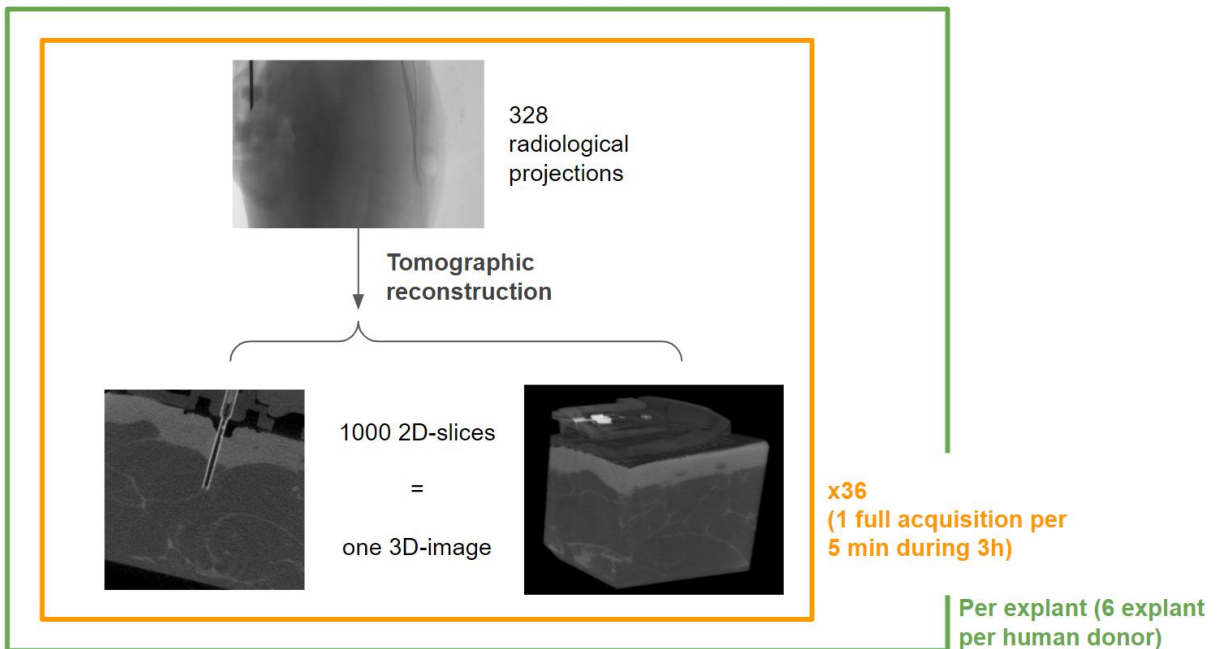 328
radiological
projections
Tomographic
reconstruction
1000 2D-slices
=
one 3D-image
x36
(1 full acquisition per
5 min during 3h)
Per explant (6 explant
per human donor)